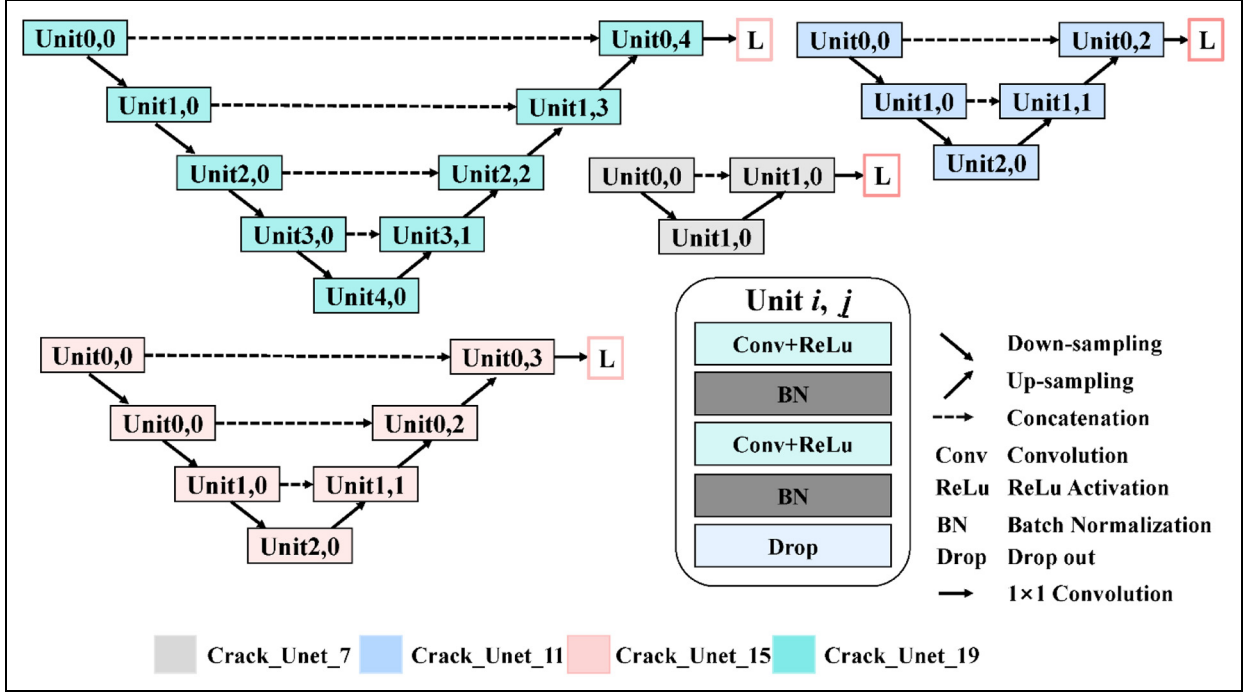 Unit0,0 Unit0,4 L
Unit1,0 Unit1,3
Unit2,0 Unit2,2
Unit3,0 Unit3,1
Unit4,0
Unit0,0 Unit0,2 L
Unit1,0 Unit1,1
Unit2,0
Unit0,0 Unit1,0 L
Unit1,0
Unit0,0 Unit0,3 L
Unit0,0 Unit0,2
Unit1,0 Unit1,1
Unit2,0
Unit i, j
Conv+ReLu
BN
Conv+ReLu
BN
Drop
Down-sampling
Up-sampling
Concatenation
Conv Convolution
ReLu ReLu Activation
BN Batch Normalization
Drop Drop out
1×1 Convolution
Crack_Unet_7 Crack_Unet_11 Crack_Unet_15 Crack_Unet_19